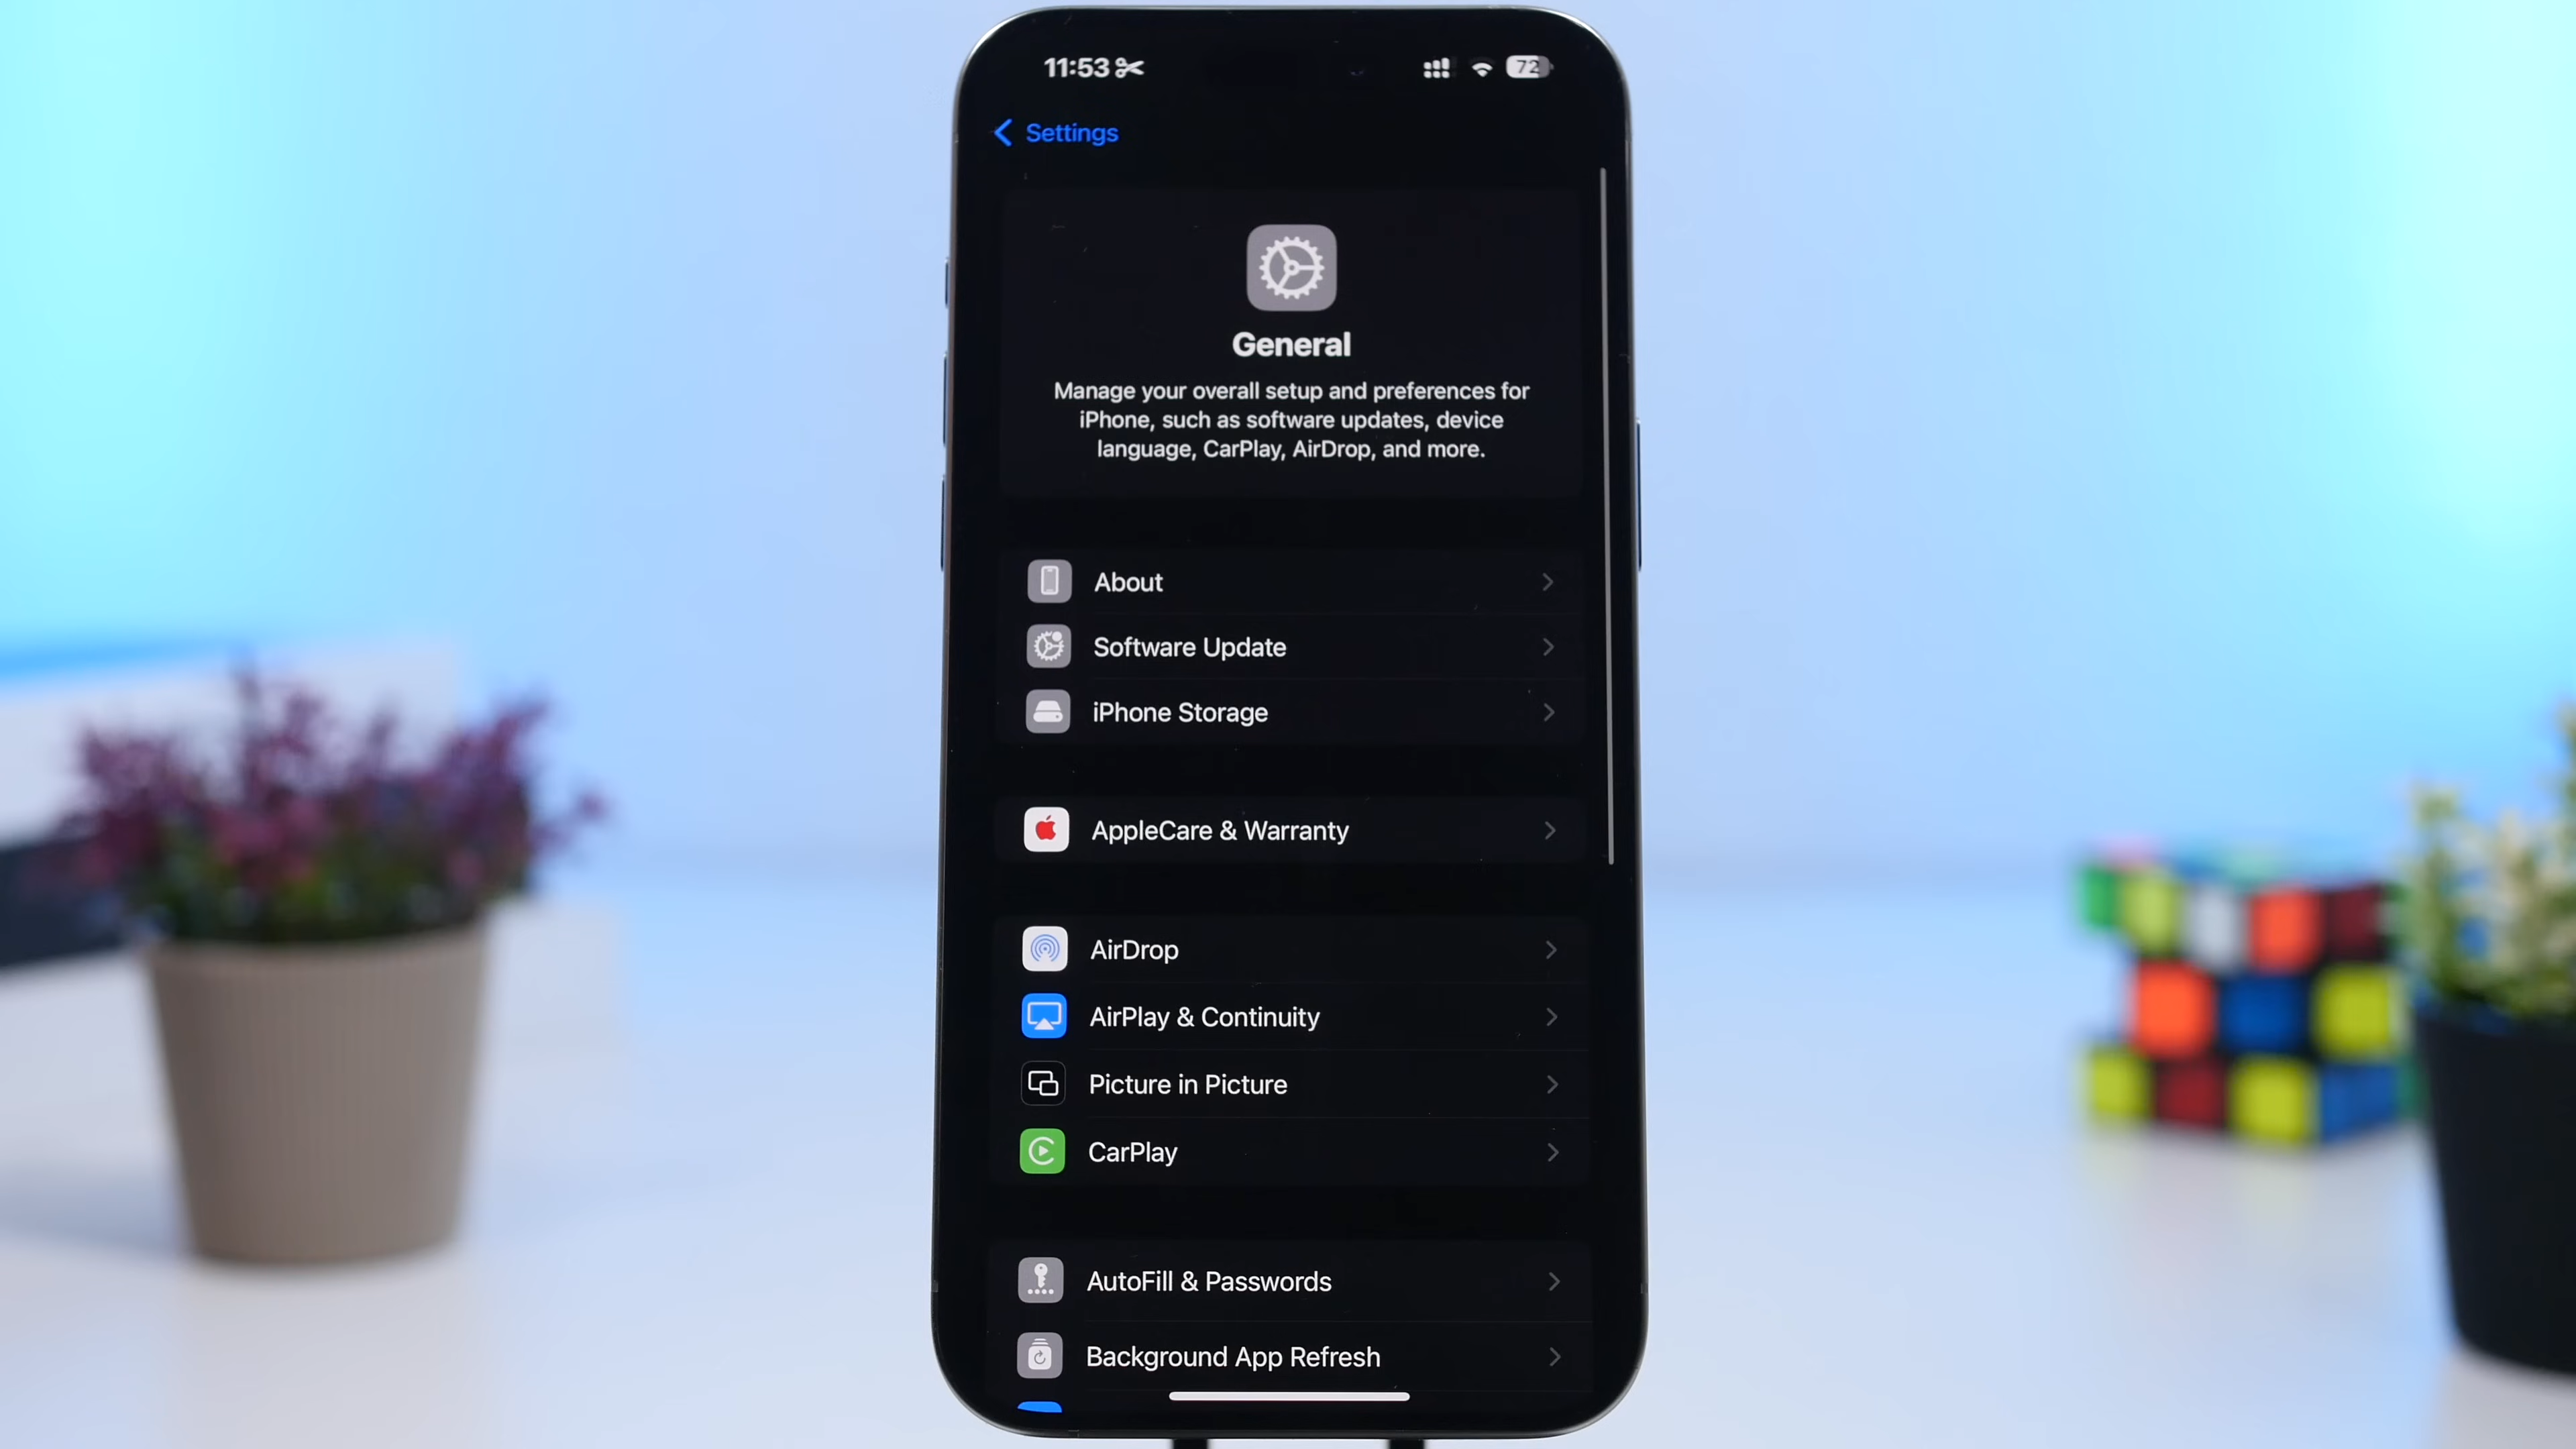 11:53
72
Settings
General
Manage your overall setup and preferences for
iPhone, such as software updates, device
language, CarPlay, AirDrop, and more.
About
Software Update
iPhone Storage
AppleCare & Warranty
AirDrop
AirPlay & Continuity
Picture in Picture
CarPlay
AutoFill & Passwords
Background App Refresh